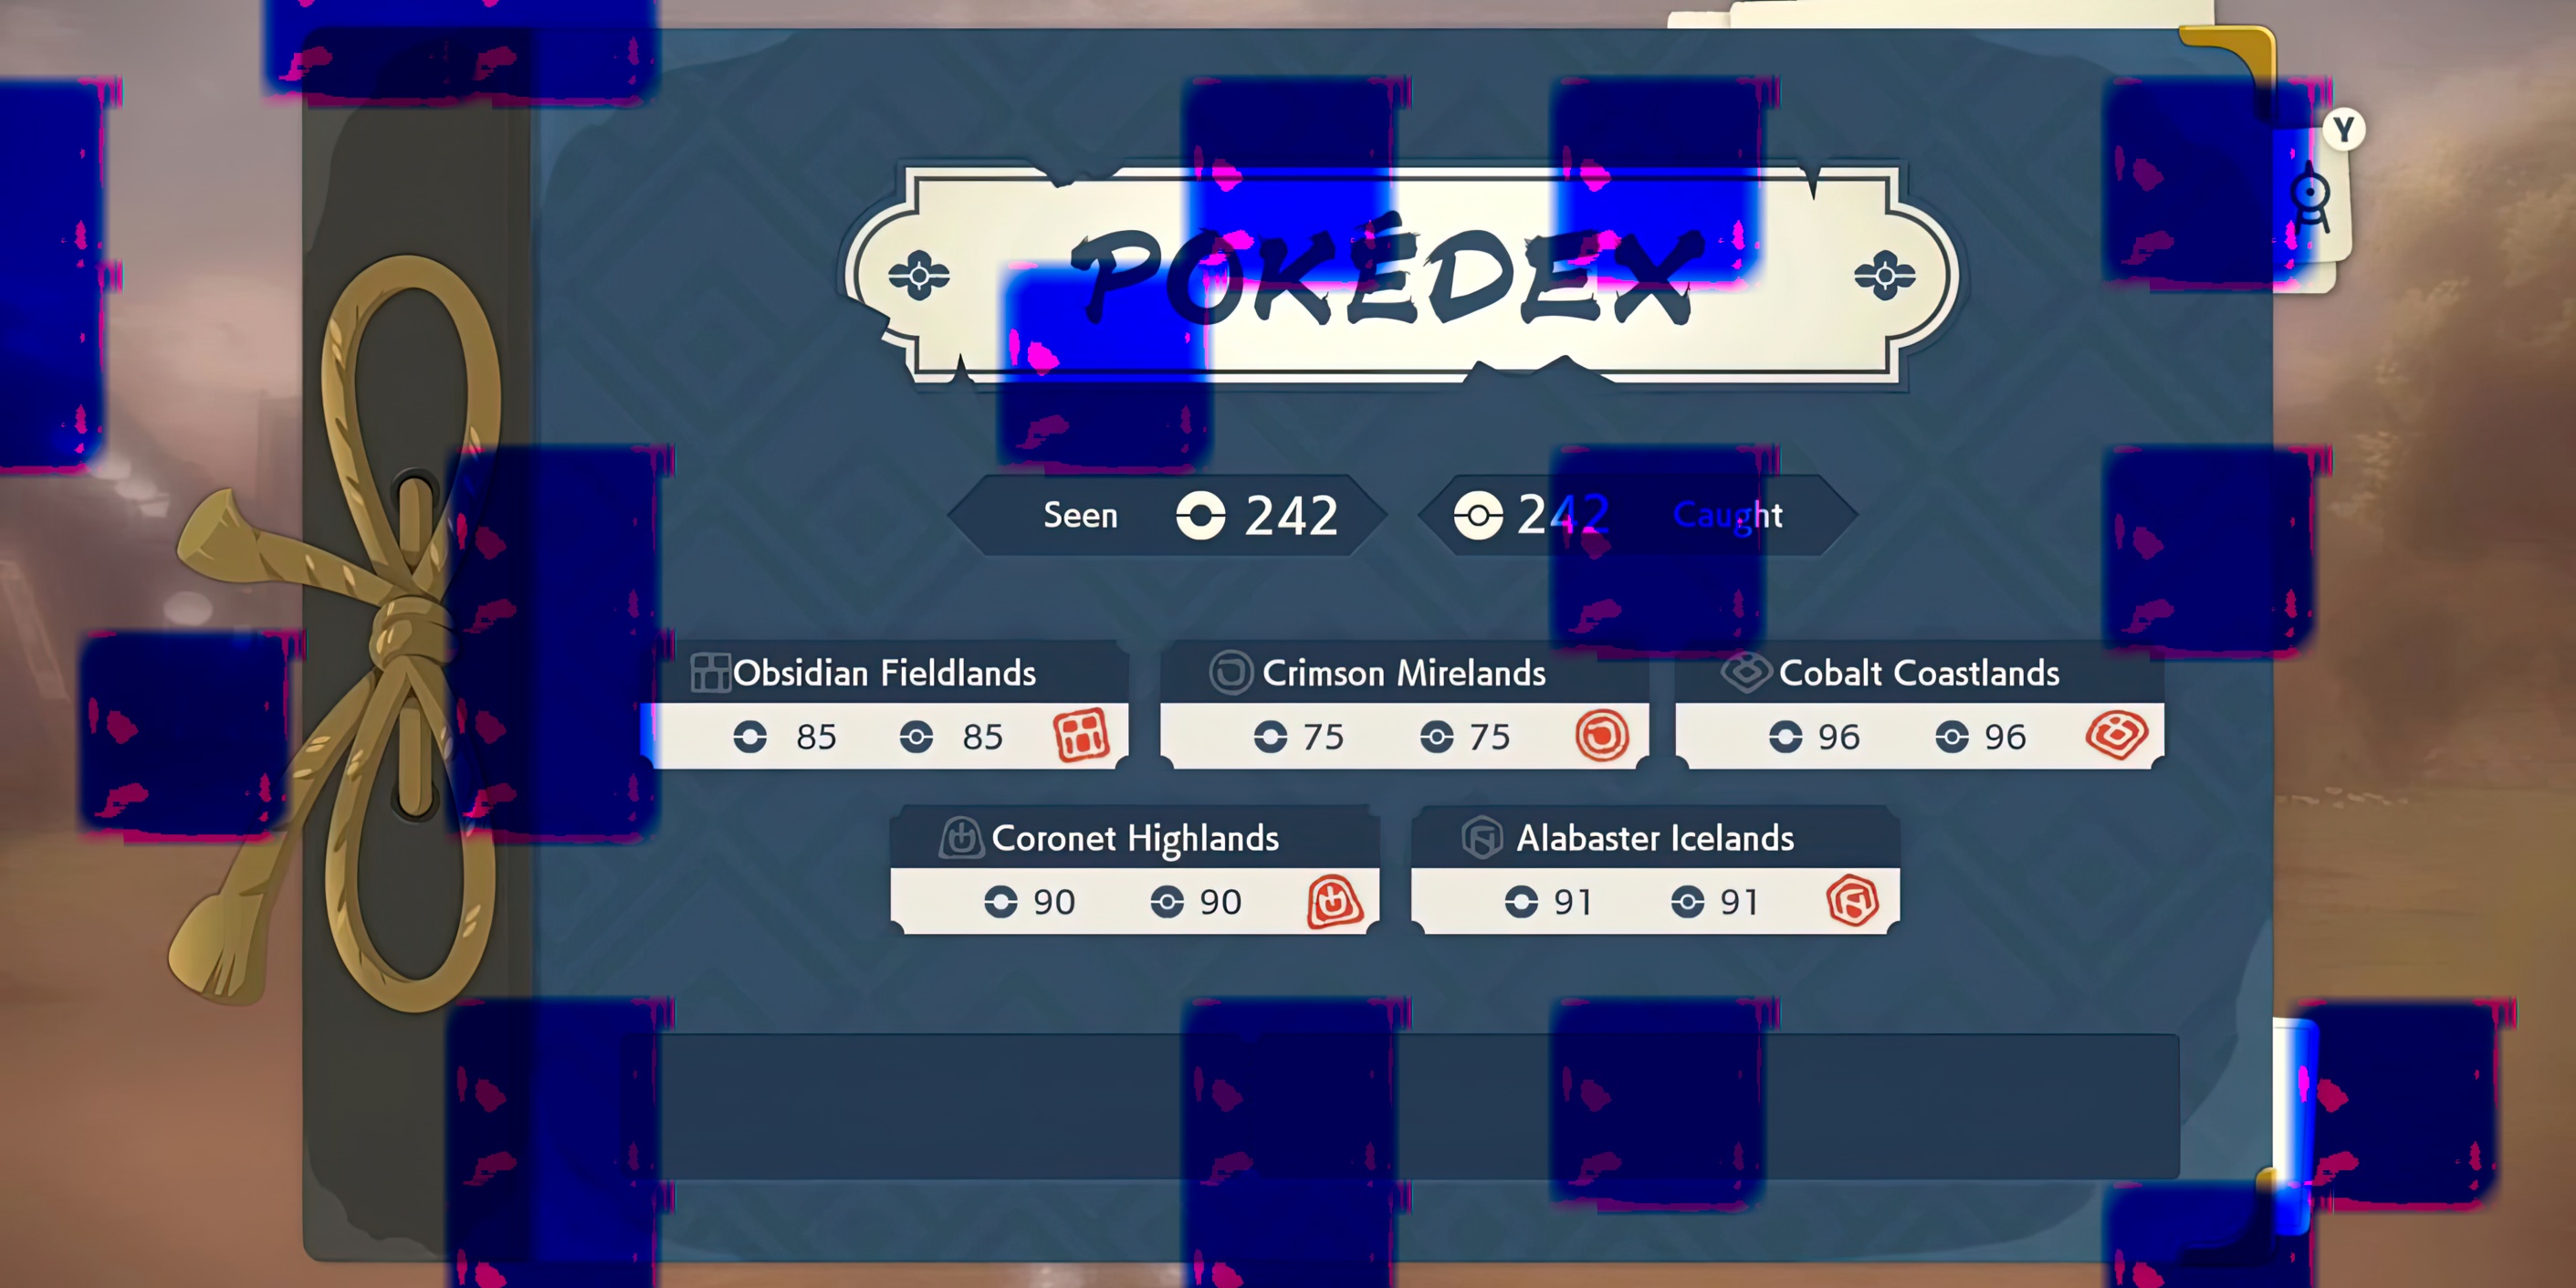 Y
POKÉDEX
Seen 242 242 Caught
Obsidian Fieldlands Crimson Mirelands Cobalt Coastlands
85 85 75 75 96 96
Coronet Highlands Alabaster Icelands
90 90 91 91